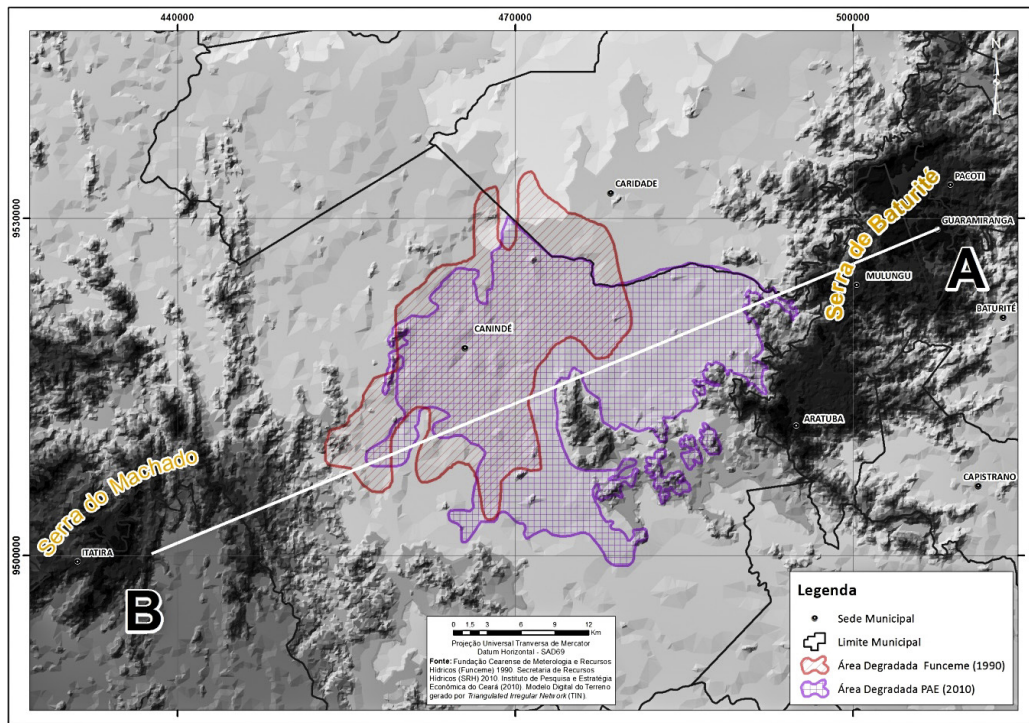 440000
470000
500000
N
9530000
9500000
CARIDADE
PACOTI
GUARAMIRANGA
Serra de Baturité
A
MULUNGU
BATURITÉ
CANINDÉ
ARATUBA
CAPISTRANO
Serra do Machado
ITATIRA
B
0 1,5 3 6 9 12
Km
Projeção Universal Tranversa de Mercator
Datum Horizontal - SAD69
Fonte: Fundação Cearense de Meterologia e Recursos
Hídricos (Funceme) 1990. Secretaria de Recursos
Hídricos (SRH) 2010. Instituto de Pesquisa e Estratégia
Econômica do Ceará (2010). Modelo Digital do Terreno
gerado por Triangulated Irregular Network (TIN).
Legenda
Sede Municipal
Limite Municipal
Área Degradada Funceme (1990)
Área Degradada PAE (2010)